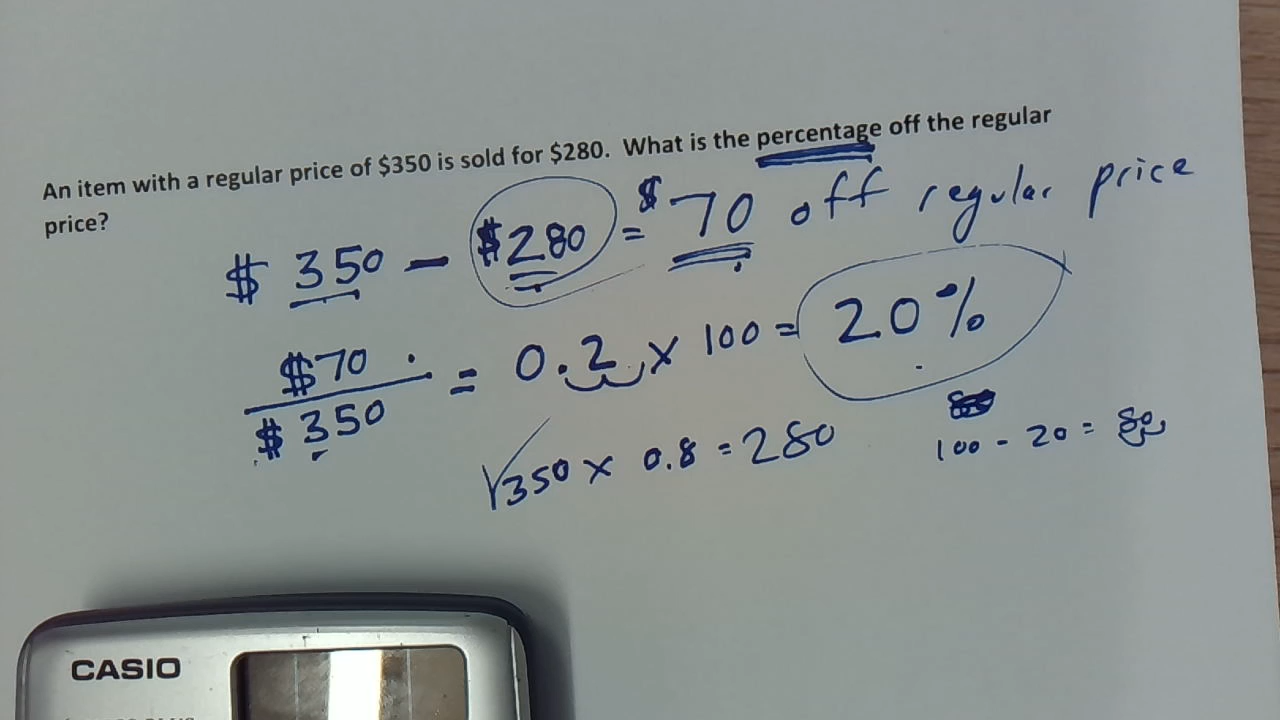 An item with a regular price of $350 is sold for $280. What is the percentage off the regular
price?
$ 350 - $280 = $70 off regular price
$70
$350
= 0.2 x 100 = 20%
100 - 20 = 80
√350 x 0.8 = 280
CASIO